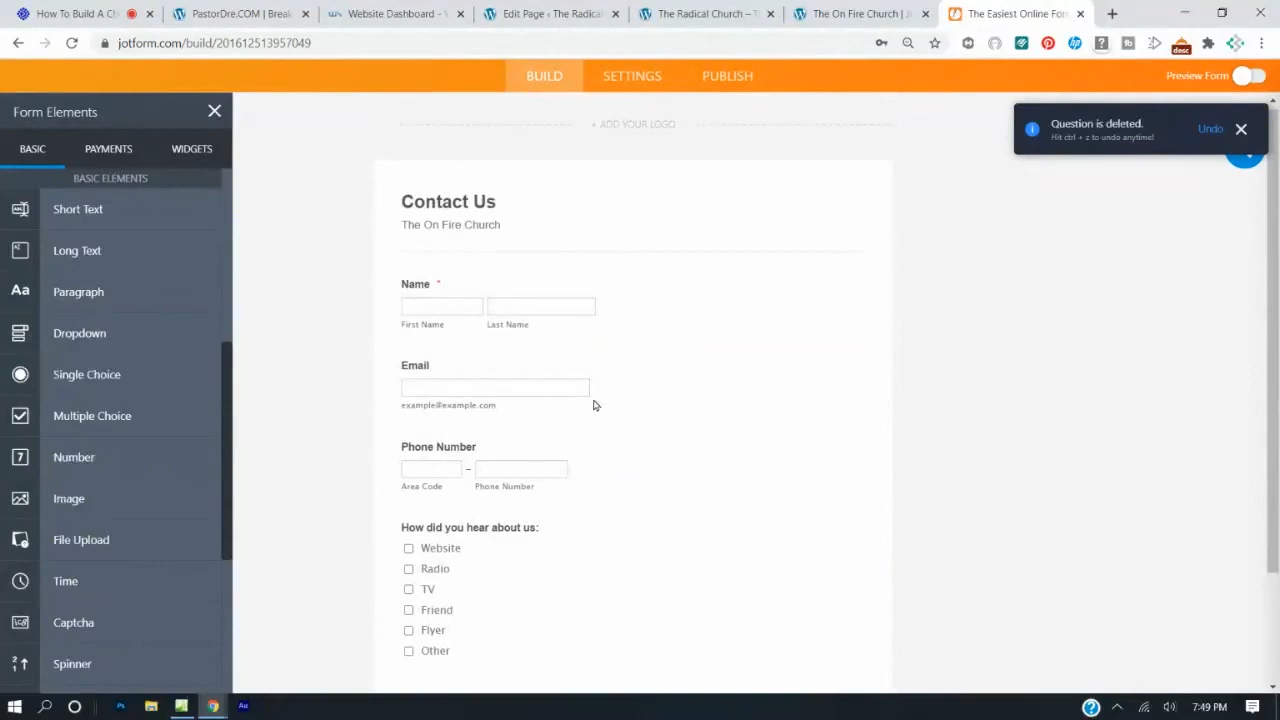 How To Build A C
PastorDre.COM | Break
Website Dashboard - V
Edit Page ‹ The Radical
The Radical Church – T
The On Fire Church | J
The Easiest Online For
jotform.com/build/201612513957049
desc
BUILD
SETTINGS
PUBLISH
Preview Form
Form Elements
BASIC
PAYMENTS
WIDGETS
BASIC ELEMENTS
Short Text
Long Text
Paragraph
Dropdown
Single Choice
Multiple Choice
Number
Image
File Upload
Time
Captcha
Spinner
+ ADD YOUR LOGO
Question is deleted.
Hit ctrl + z to undo anytime!
Undo
Contact Us
The On Fire Church
Name *
First Name
Last Name
Email
example@example.com
Phone Number
–
Area Code
Phone Number
How did you hear about us:
Website
Radio
TV
Friend
Flyer
Other
7:49 PM